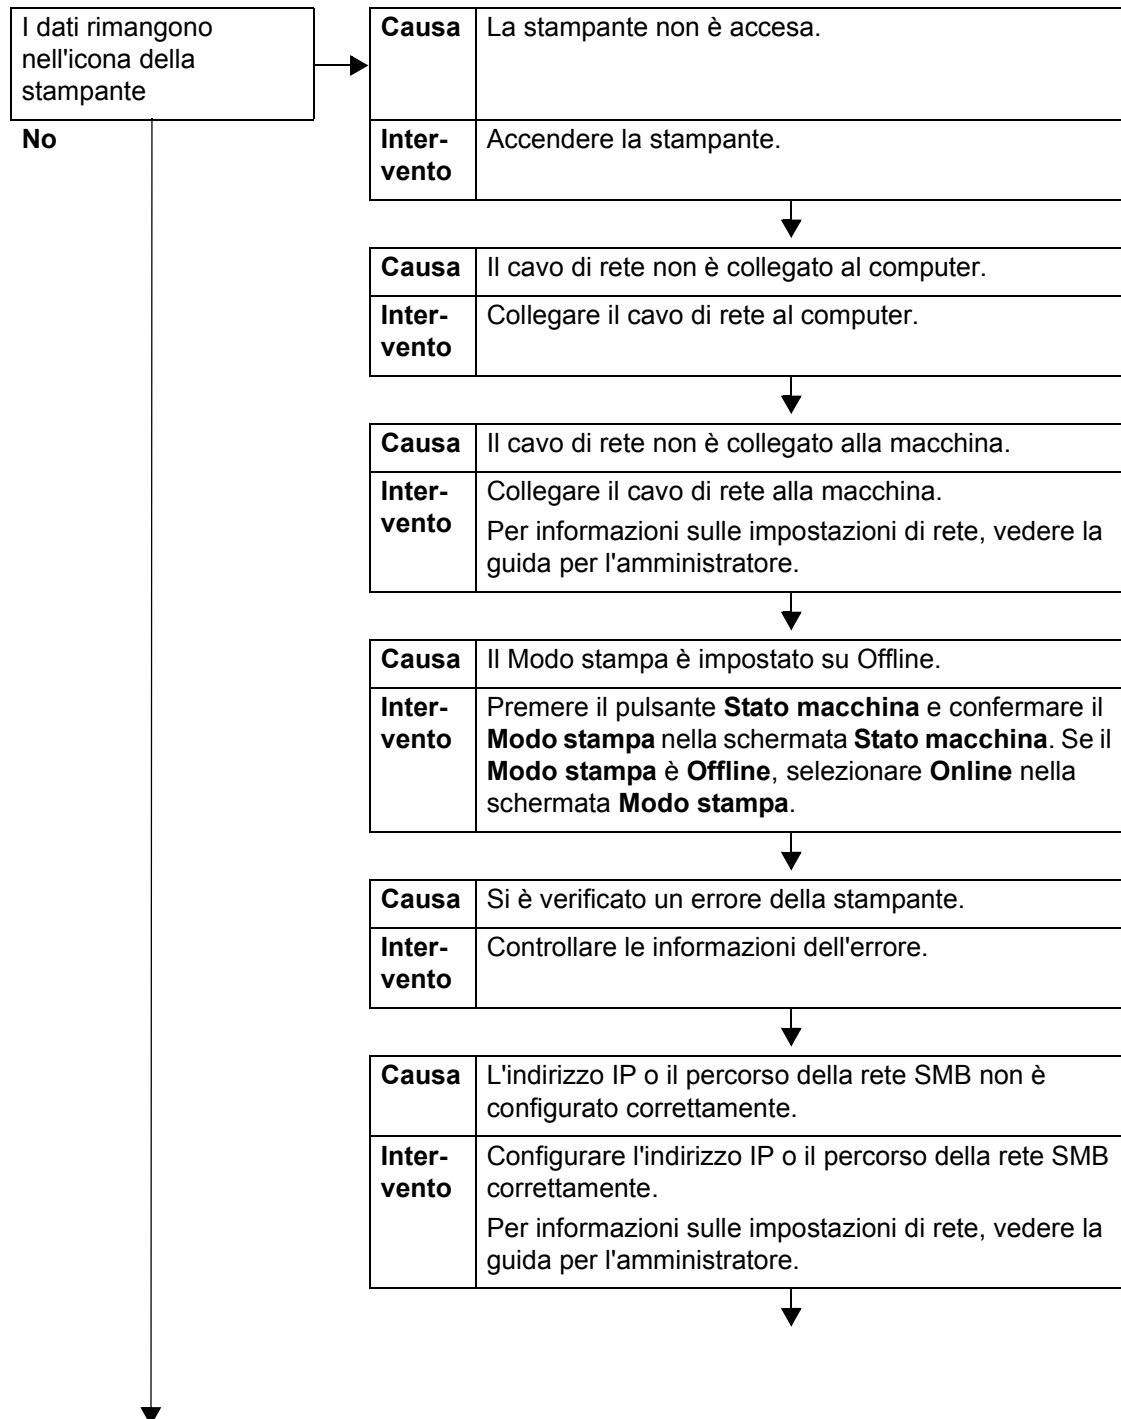 I dati rimangono
nell'icona della
stampante
No
Causa La stampante non è accesa.
Inter- Accendere la stampante.
vento
Causa Il cavo di rete non è collegato al computer.
Inter- Collegare il cavo di rete al computer.
vento
Causa Il cavo di rete non è collegato alla macchina.
Inter- Collegare il cavo di rete alla macchina.
vento Per informazioni sulle impostazioni di rete, vedere la
guida per l'amministratore.
Causa Il Modo stampa è impostato su Offline.
Inter- Premere il pulsante Stato macchina e confermare il
vento Modo stampa nella schermata Stato macchina. Se il
Modo stampa è Offline, selezionare Online nella
schermata Modo stampa.
Causa Si è verificato un errore della stampante.
Inter- Controllare le informazioni dell'errore.
vento
Causa L'indirizzo IP o il percorso della rete SMB non è
configurato correttamente.
Inter- Configurare l'indirizzo IP o il percorso della rete SMB
vento correttamente.
Per informazioni sulle impostazioni di rete, vedere la
guida per l'amministratore.